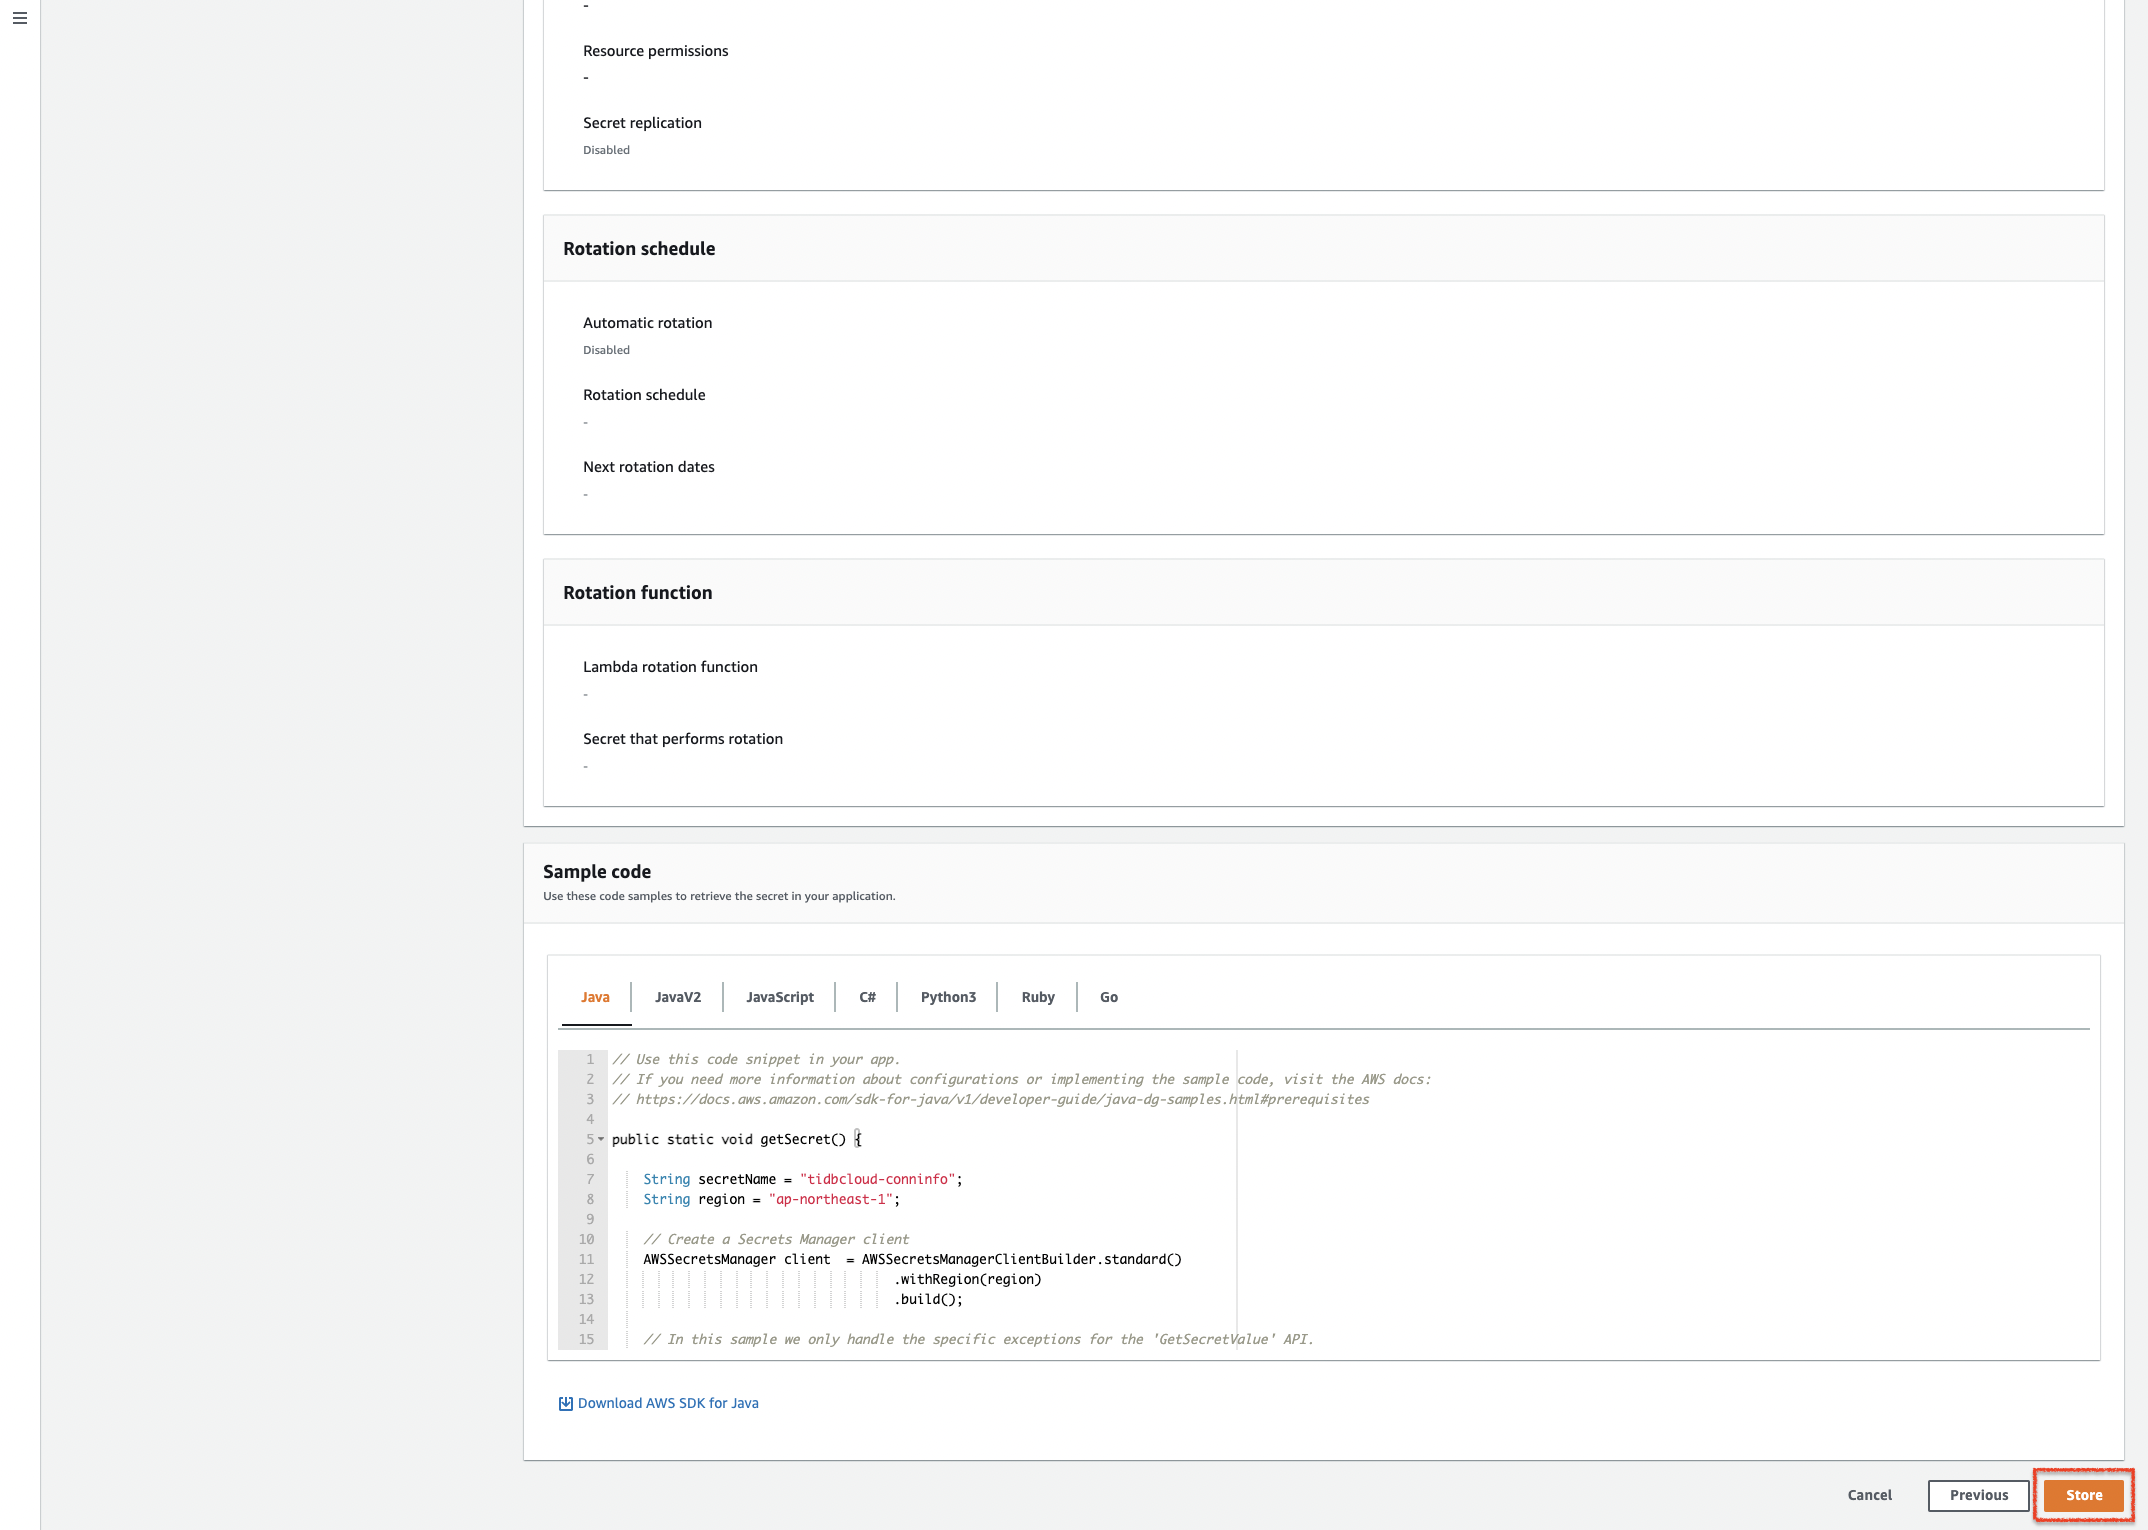 -
Resource permissions
-
Secret replication
Disabled
Rotation schedule
Automatic rotation
Disabled
Rotation schedule
-
Next rotation dates
-
Rotation function
Lambda rotation function
-
Secret that performs rotation
-
Sample code
Use these code samples to retrieve the secret in your application.
Java JavaV2 JavaScript C# Python3 Ruby Go
1 // Use this code snippet in your app.
2 // If you need more information about configurations or implementing the sample code, visit the AWS docs:
3 // https://docs.aws.amazon.com/sdk-for-java/v1/developer-guide/java-dg-samples.html#prerequisites
4
5 public static void getSecret() {
6
7 String secretName = "tidbcloud-conninfo";
8 String region = "ap-northeast-1";
9
10 // Create a Secrets Manager client
11 AWSSecretsManager client  = AWSSecretsManagerClientBuilder.standard()
12 .withRegion(region)
13 .build();
14
15 // In this sample we only handle the specific exceptions for the 'GetSecretValue' API.
Download AWS SDK for Java
Cancel Previous Store